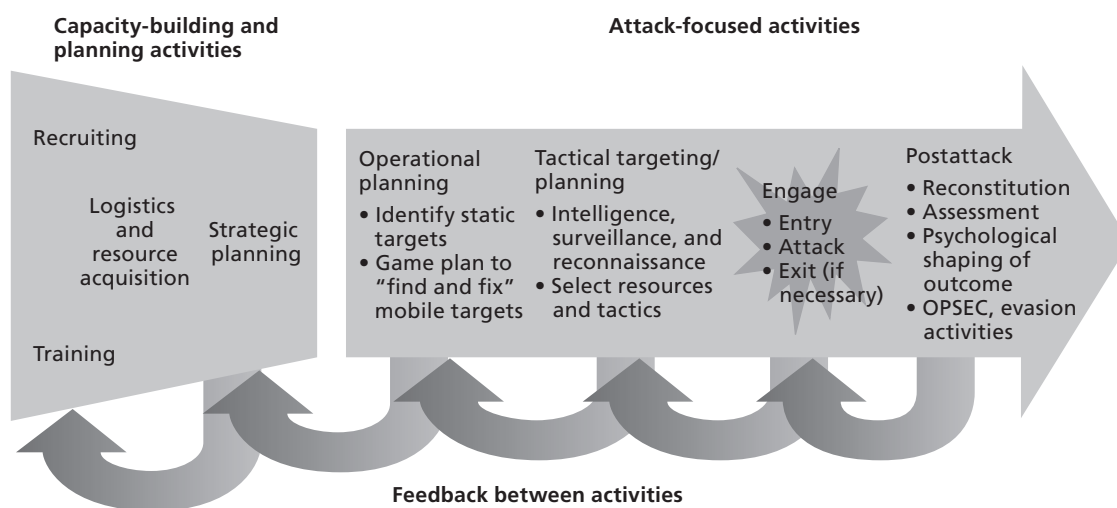 Capacity-building and
planning activities
Attack-focused activities
Recruiting
Logistics
and
resource
acquisition
Strategic
planning
Training
Operational
planning
• Identify static
targets
• Game plan to
“find and fix”
mobile targets
Tactical targeting/
planning
• Intelligence,
surveillance, and
reconnaissance
• Select resources
and tactics
Engage
• Entry
• Attack
• Exit (if
necessary)
Postattack
• Reconstitution
• Assessment
• Psychological
shaping of
outcome
• OPSEC, evasion
activities
Feedback between activities